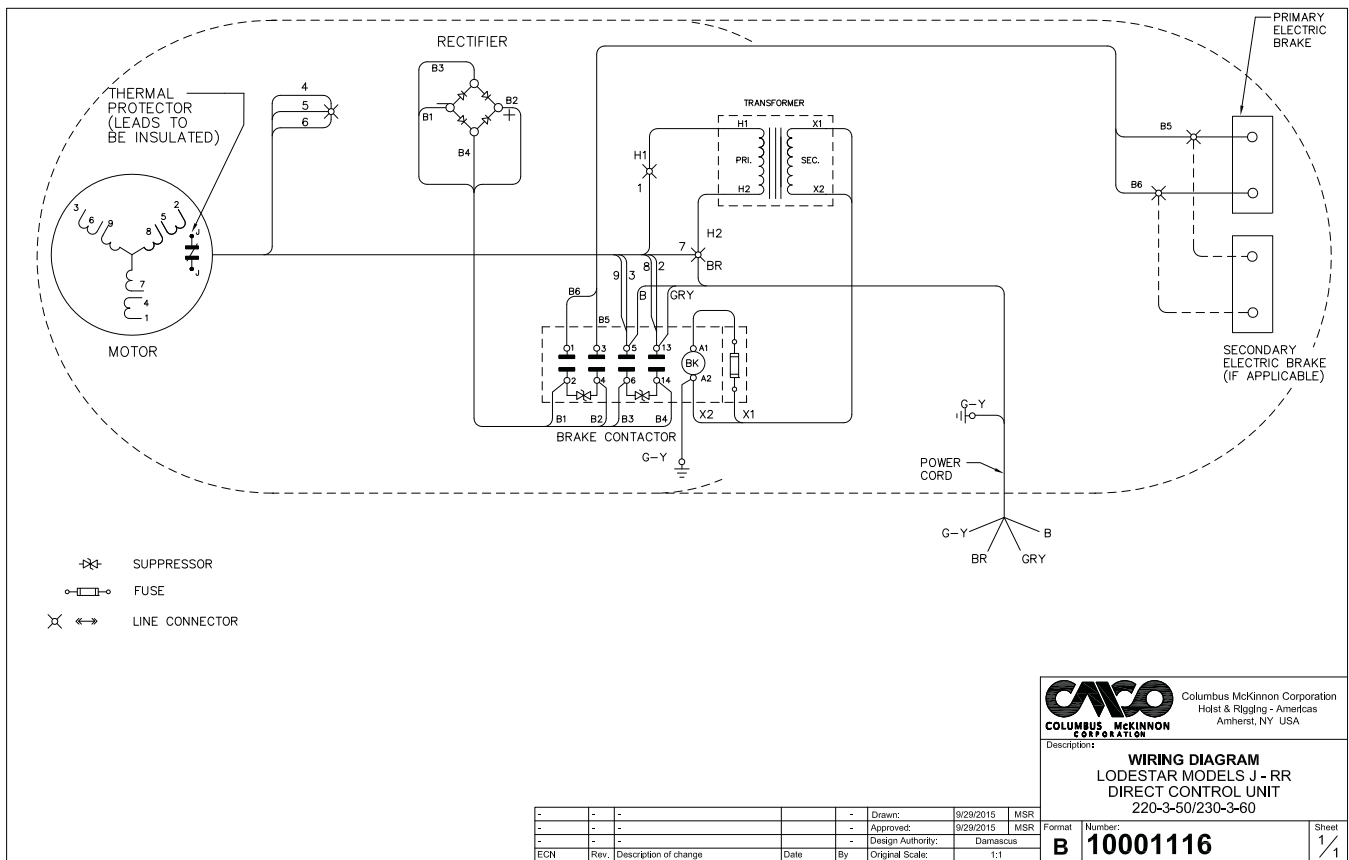 RECTIFIER
PRIMARY
ELECTRIC
BRAKE
THERMAL
PROTECTOR
(LEADS TO
BE INSULATED)
4
5
6
B3
B1
B2
B4
TRANSFORMER
H1
X1
PRI.
SEC.
H2
X2
H1
1
H2
7
BR
B5
B6
3
6
9
2
5
8
J
J
7
4
1
MOTOR
9
3
8
2
B
GRY
B6
B5
1
3
5
13
A1
BK
A2
2
4
6
14
B1
B2
B3
B4
X2
X1
BRAKE CONTACTOR
G-Y
SECONDARY
ELECTRIC BRAKE
(IF APPLICABLE)
G-Y
POWER
CORD
G-Y
B
BR
GRY
SUPPRESSOR
FUSE
LINE CONNECTOR
CMCO
COLUMBUS McKINNON
CORPORATION
Columbus McKinnon Corporation
Hoist & Rigging - Americas
Amherst, NY USA
Description:
WIRING DIAGRAM
LODESTAR MODELS J - RR
DIRECT CONTROL UNIT
220-3-50/230-3-60
- - - - Drawn: 9/29/2015 MSR
- - - - Approved: 9/29/2015 MSR
- - - - Design Authority: Damascus
ECN Rev. Description of change Date By Original Scale: 1:1
Format
B
Number:
10001116
Sheet
1/1